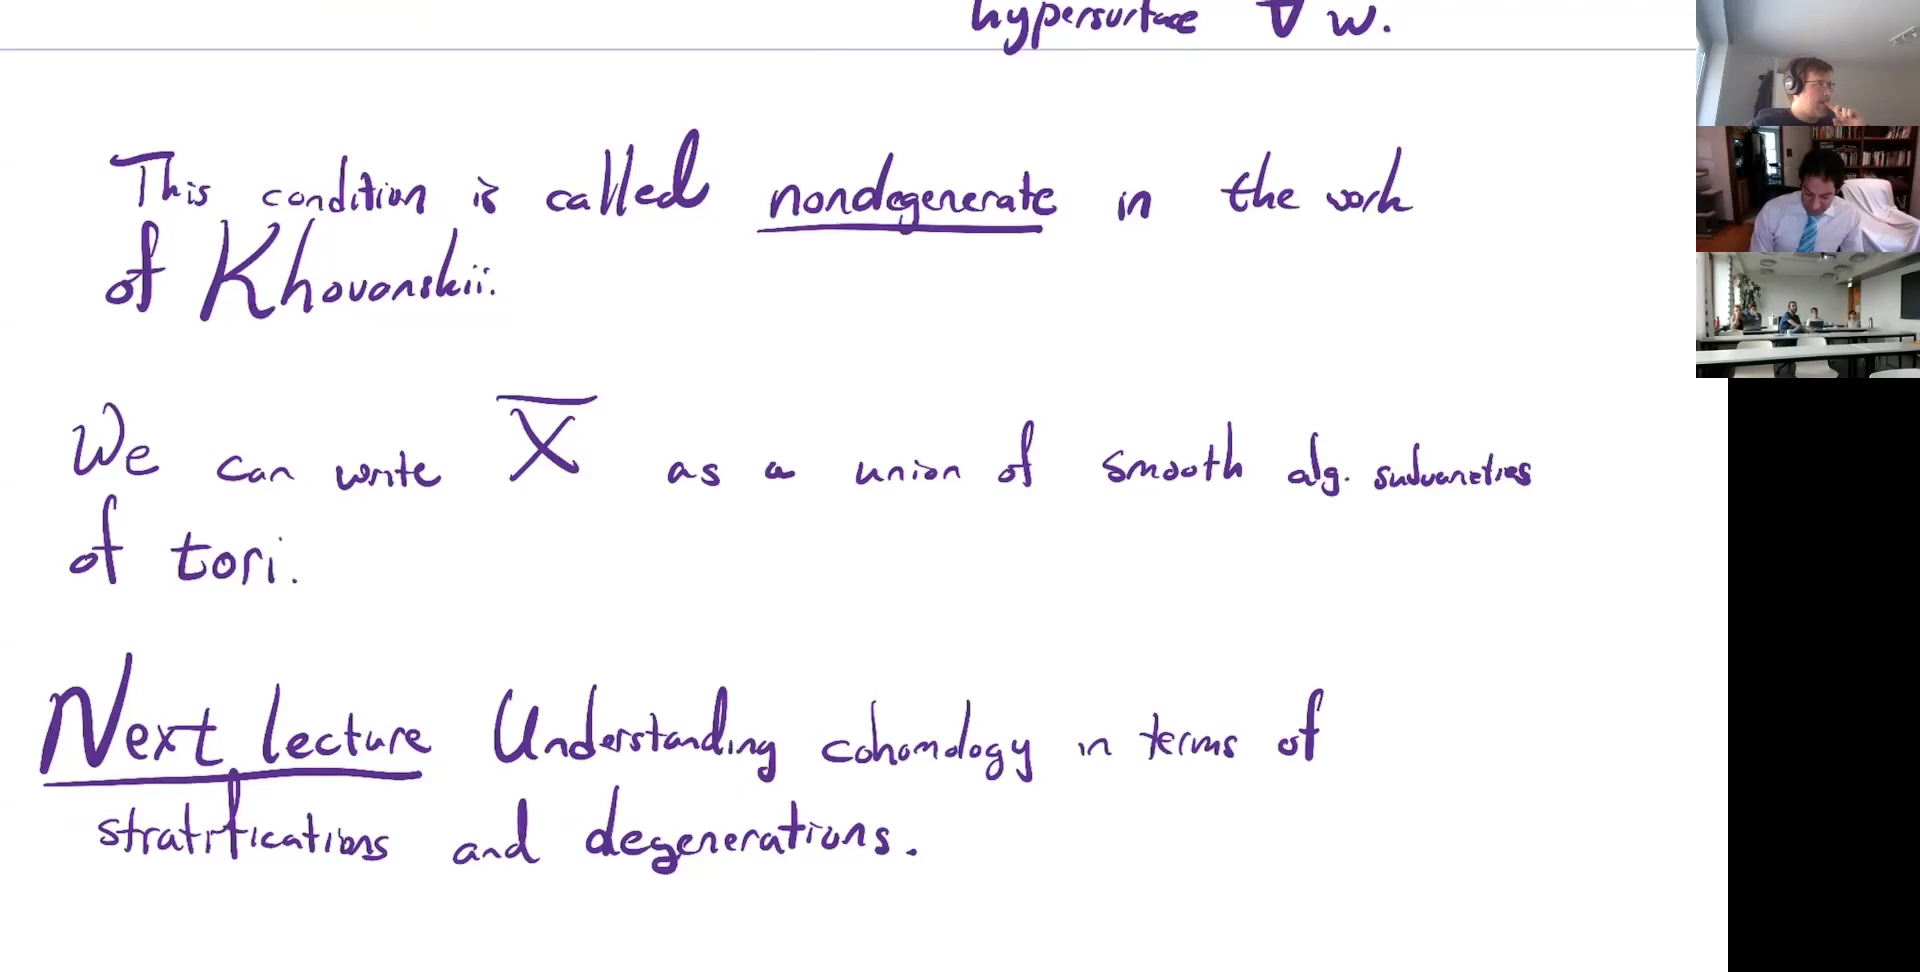 hypersurface ∀ w.
This condition is called nondegenerate in the work
of Khovanskii.
We can write X̅ as a union of smooth alg. subvarieties
of tori.
Next lecture Understanding cohomology in terms of
stratifications and degenerations.